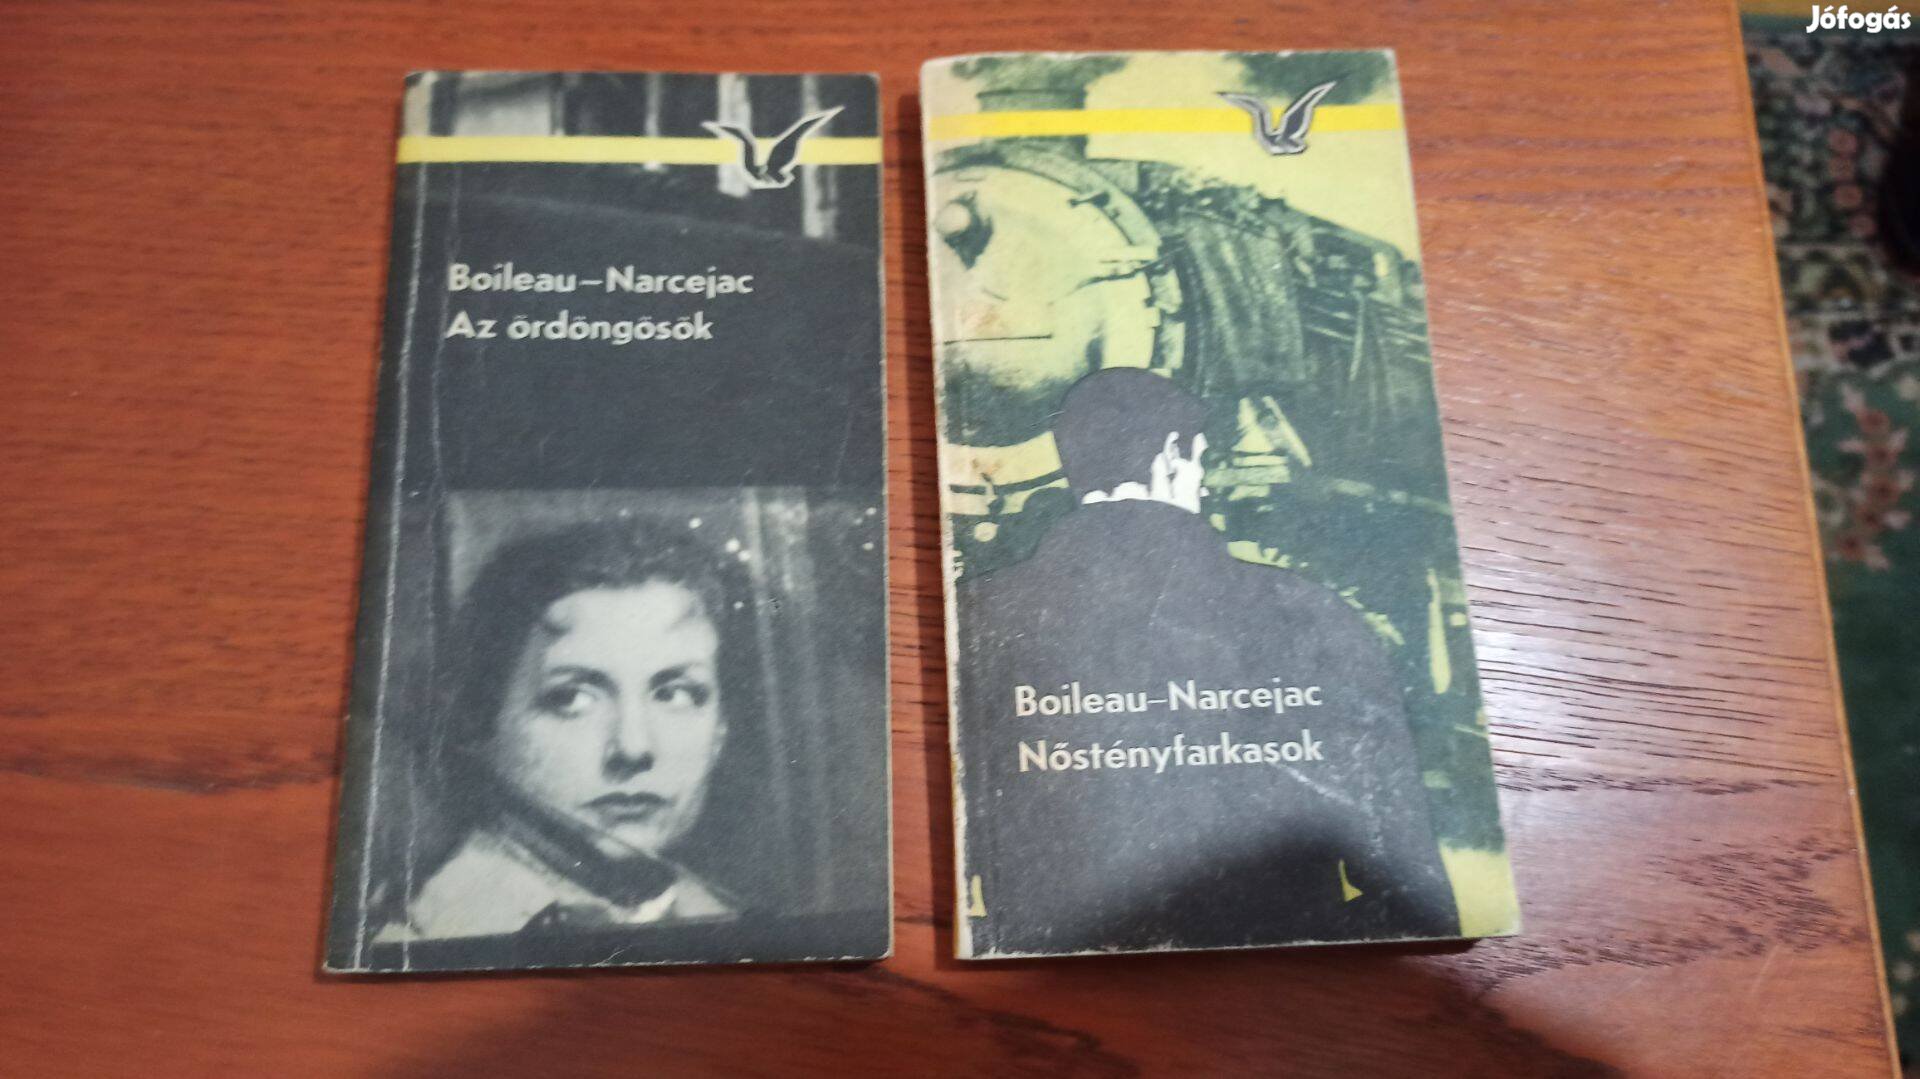 Jófogás
Boileau–Narcejac
Az ördöngösök
Boileau–Narcejac
Nőstényfarkasok